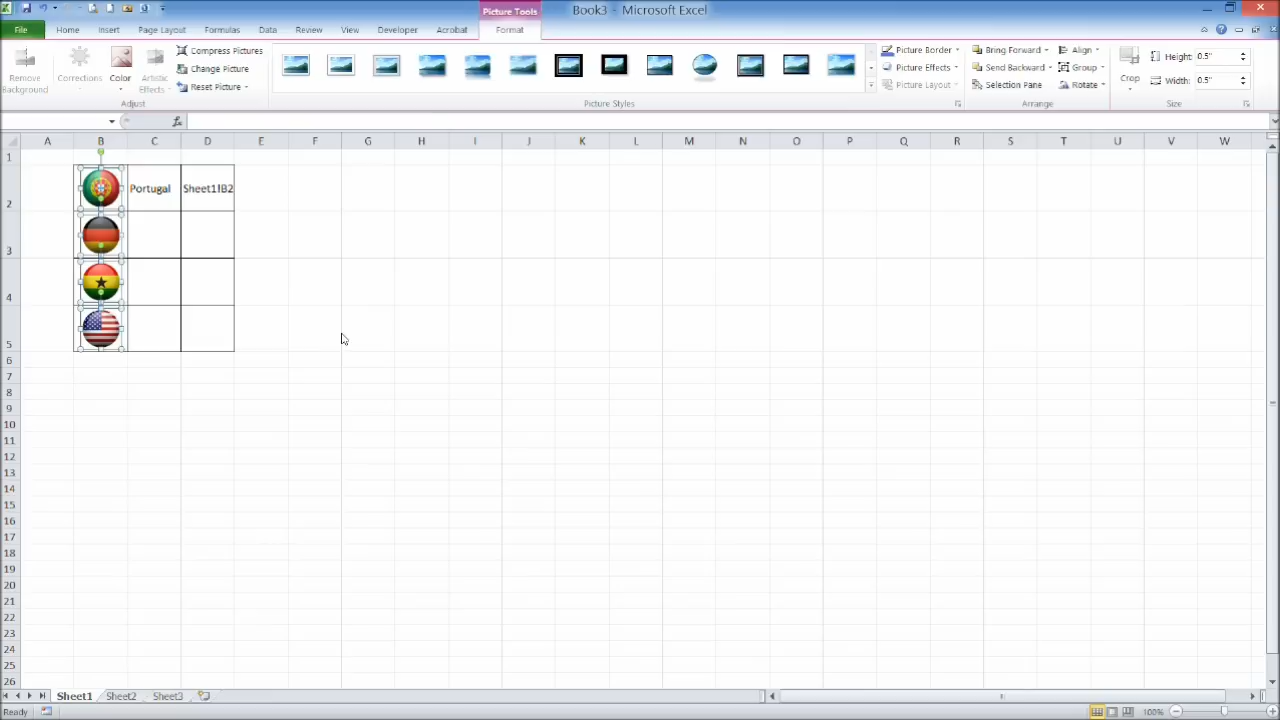 Picture Tools
Book3 - Microsoft Excel
File Home Insert Page Layout Formulas Data Review View Developer Acrobat Format
Remove Background
Corrections
Color
Artistic Effects
Compress Pictures
Change Picture
Reset Picture
Adjust
Picture Styles
Picture Border
Picture Effects
Picture Layout
Bring Forward
Send Backward
Selection Pane
Align
Group
Rotate
Arrange
Crop
Height: 0.5"
Width: 0.5"
Size
fx
A B C D E F G H I J K L M N O P Q R S T U V W
1
2 Portugal Sheet1!B2
3
4
5
6
7
8
9
10
11
12
13
14
15
16
17
18
19
20
21
22
23
24
25
26
Sheet1 Sheet2 Sheet3
Ready
100%